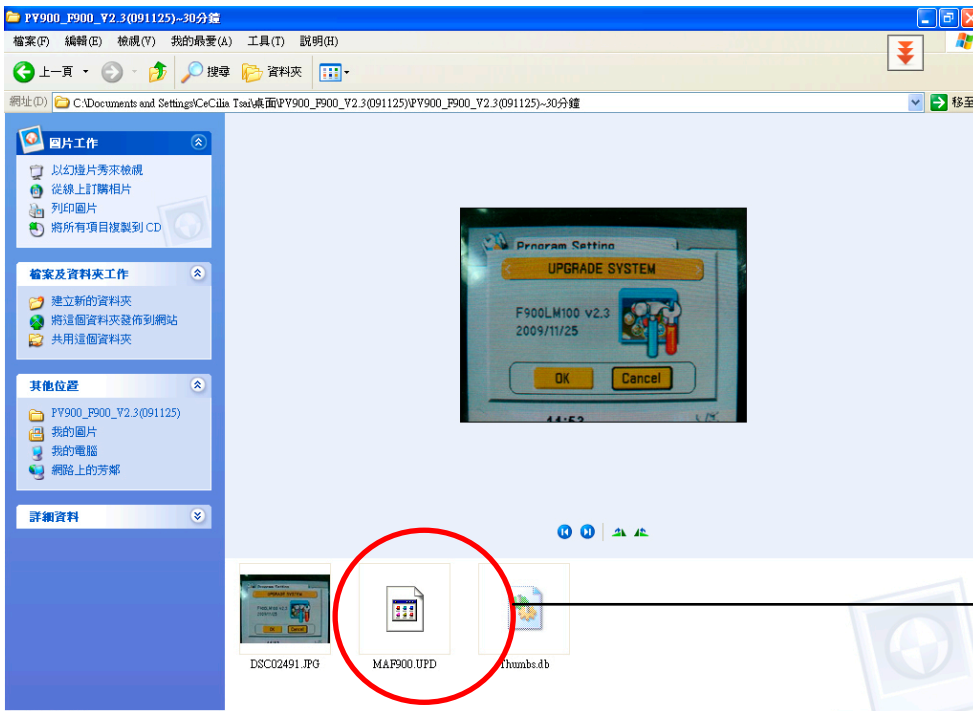 PV900_F900_V2.3(091125)~30分鐘
檔案(F) 編輯(E) 檢視(V) 我的最愛(A) 工具(T) 說明(H)
上一頁 搜尋 資料夾
網址(D) C:\Documents and Settings\CeCilia Tsai\桌面\PV900_F900_V2.3(091125)\PV900_F900_V2.3(091125)~30分鐘 移至
圖片工作
以幻燈片秀來檢視
從線上訂購相片
列印圖片
將所有項目複製到 CD
檔案及資料夾工作
建立新的資料夾
將這個資料夾發佈到網站
共用這個資料夾
其他位置
PV900_F900_V2.3(091125)
我的圖片
我的電腦
網路上的芳鄰
詳細資料
Program Setting
UPGRADE SYSTEM
F900LM100 v2.3
2009/11/25
OK Cancel
14:53
DSC02491.JPG MAF900.UPD Thumbs.db